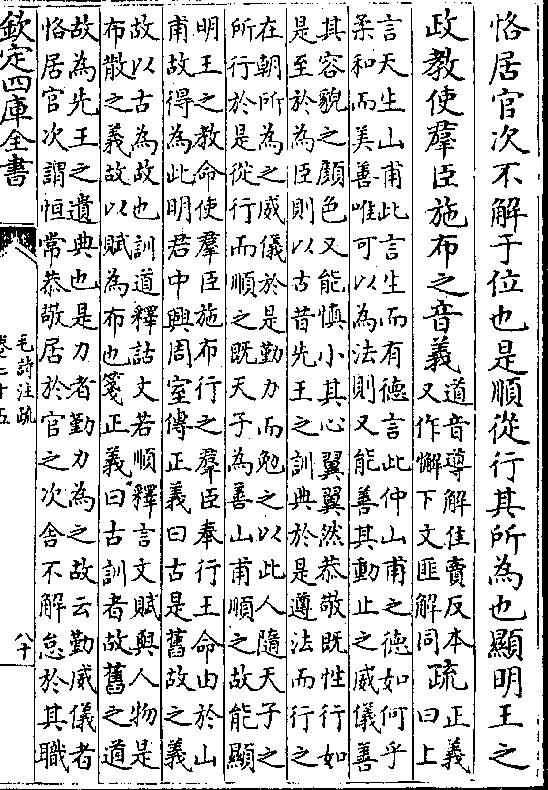 恪居官次不解于位也是順從行其所為也顯明王之
政教使羣臣施布之音義道音導解佳賣反本
又作懈下文匪解同疏正義
曰上
言天生山甫此言生而有德言此仲山甫之德如何乎
柔和而美善唯可以為法則又能善其動止之威儀善
其容貌之顔色又能慎小其心翼翼然恭敬既性行如
是至於為臣則以古昔先王之訓典於是遵法而行之
在朝所為之威儀於是勤力而勉之以此人隨天子之
所行於是從行而順之既天子為善山甫順之故能顯
明王之教命使羣臣施布行之羣臣奉行王命由於山
甫故得為此明君中興周室傳正義曰古是舊故之義
故以古為故也訓道釋詁文若順釋言文賦與人物是
布散之義故以賦為布也箋正義曰古訓者故舊之道
故為先王之遺典也是力者勤力為之故云勤威儀者
恪居官次謂恒常恭敬居於官之次舍不解怠於其職
欽定四庫全書
毛詩注疏
卷二十五
八十